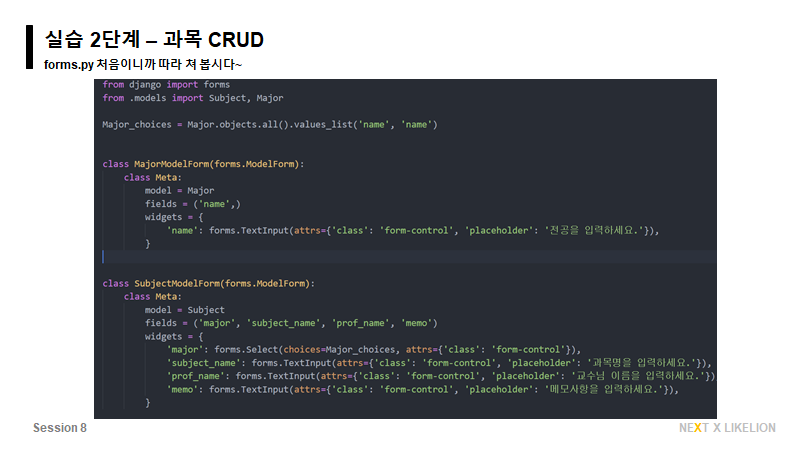 실습 2단계 – 과목 CRUD
forms.py 처음이니까 따라 쳐 봅시다~
from django import forms
from .models import Subject, Major
Major_choices = Major.objects.all().values_list('name', 'name')
class MajorModelForm(forms.ModelForm):
    class Meta:
        model = Major
        fields = ('name',)
        widgets = {
            'name': forms.TextInput(attrs={'class': 'form-control', 'placeholder': '전공을 입력하세요.'}),
        }
class SubjectModelForm(forms.ModelForm):
    class Meta:
        model = Subject
        fields = ('major', 'subject_name', 'prof_name', 'memo')
        widgets = {
            'major': forms.Select(choices=Major_choices, attrs={'class': 'form-control'}),
            'subject_name': forms.TextInput(attrs={'class': 'form-control', 'placeholder': '과목명을 입력하세요.'}),
            'prof_name': forms.TextInput(attrs={'class': 'form-control', 'placeholder': '교수님 이름을 입력하세요.'})
            'memo': forms.TextInput(attrs={'class': 'form-control', 'placeholder': '메모사항을 입력하세요.'}),
        }
Session 8
NEXT X LIKELION